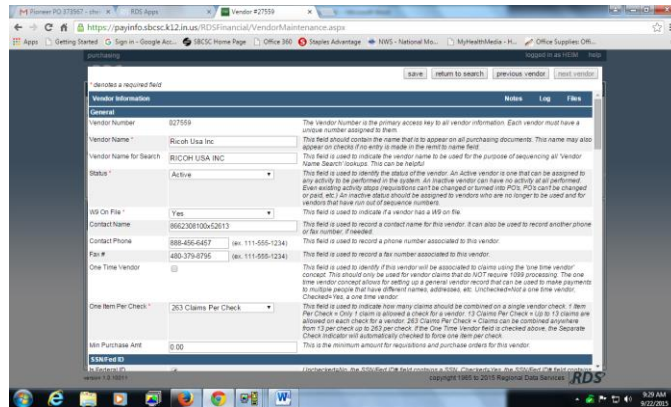 M Pioneer PO 373567 - che
RDS Apps
Vendor #27559
https://payinfo.sbcsc.k12.in.us/RDSFinancial/VendorMaintenance.aspx
Apps Getting Started G Sign in - Google Acc... SBCSC Home Page Office 360 Staples Advantage NWS - National Mo... MyHealthMedia - H... Office Supplies: Offi...
purchasing logged in as HEIM help
save return to search previous vendor next vendor
* denotes a required field
Vendor Information Notes Log Files
General
Vendor Number 027559 The Vendor Number is the primary access key to all vendor information. Each vendor must have a
unique number assigned to them.
Vendor Name * Ricoh Usa Inc This field should contain the name that is to appear on all purchasing documents. This name may also
appear on checks if no entry is made in the remit to name field.
Vendor Name for Search RICOH USA INC This field is used to indicate the vendor name to be used for the purpose of sequencing all 'Vendor
Name Search' lookups. This can be helpful
Status * Active This field is used to identify the status of the vendor. An Active vendor is one that can be assigned to
any activity to be performed in the system. An Inactive vendor can have no activity at all performed.
Even existing activity stops (requisitions can't be changed or turned into PO's, PO's can't be changed
or paid, etc.) An inactive status should be assigned to vendors who are no longer to be used and for
vendors that have run out of sequence numbers.
W9 On File * Yes This field is used to indicate if a vendor has a W9 on file.
Contact Name 8662308100x52613 This field is used to record a contact name for this vendor. It can also be used to record another phone
or fax number, if needed.
Contact Phone 888-456-6457 (ex. 111-555-1234) This field is used to record a phone number associated to this vendor.
Fax # 480-379-8795 (ex. 111-555-1234) This field is used to record a fax number associated to this vendor.
One Time Vendor This field is used to identify if this vendor will be associated to claims using the 'one time vendor'
concept. This should only be used for vendor claims that do NOT require 1099 processing. The one
time vendor concept allows for setting up a general vendor record that can be used to make payments
to multiple people that have different names, addresses, etc. Unchecked=Not a one time vendor,
Checked=Yes, a one time vendor
One Item Per Check * 263 Claims Per Check This field is used to indicate how many claims should be combined on a single vendor check. 1 Item
Per Check = Only 1 claim is allowed a check for a vendor. 13 Claims Per Check = Up to 13 claims are
allowed on each check for a vendor. 263 Claims Per Check = Claims can be combined anywhere
from 13 per check up to 263 per check. If the One Time Vendor field is checked above, the Separate
Check Indicator will automatically checked to force one item per check.
Min Purchase Amt 0.00 This is the minimum amount for requisitions and purchase orders for this vendor.
SSN/Fed ID
Is Federal ID Unchecked=No, the SSN/Fed ID# field contains a SSN, Checked=Yes, the SSN/Fed ID# field contains
copyright 1985 to 2015 Regional Data Services RDS
9:29 AM
9/22/2015